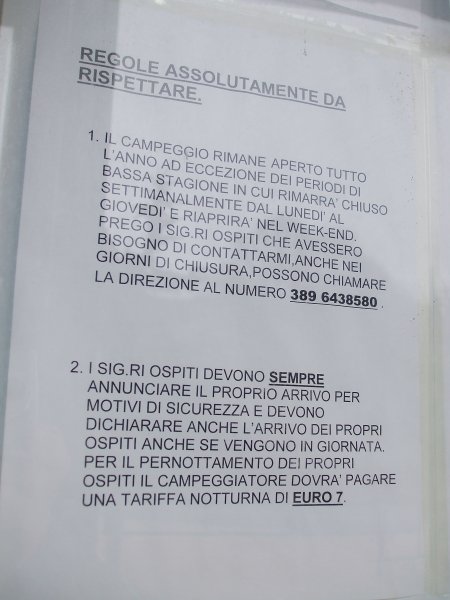 REGOLE ASSOLUTAMENTE DA
RISPETTARE.
1. IL CAMPEGGIO RIMANE APERTO TUTTO
L'ANNO AD ECCEZIONE DEI PERIODI DI
BASSA STAGIONE IN CUI RIMARRA' CHIUSO
SETTIMANALMENTE DAL LUNEDI' AL
GIOVEDI' E RIAPRIRA' NEL WEEK-END.
PREGO I SIG.RI OSPITI CHE AVESSERO
BISOGNO DI CONTATTARMI,ANCHE NEI
GIORNI DI CHIUSURA,POSSONO CHIAMARE
LA DIREZIONE AL NUMERO 389 6438580 .
2. I SIG.RI OSPITI DEVONO SEMPRE
ANNUNCIARE IL PROPRIO ARRIVO PER
MOTIVI DI SICUREZZA E DEVONO
DICHIARARE ANCHE L'ARRIVO DEI PROPRI
OSPITI ANCHE SE VENGONO IN GIORNATA.
PER IL PERNOTTAMENTO DEI PROPRI
OSPITI IL CAMPEGGIATORE DOVRA' PAGARE
UNA TARIFFA NOTTURNA DI EURO 7.